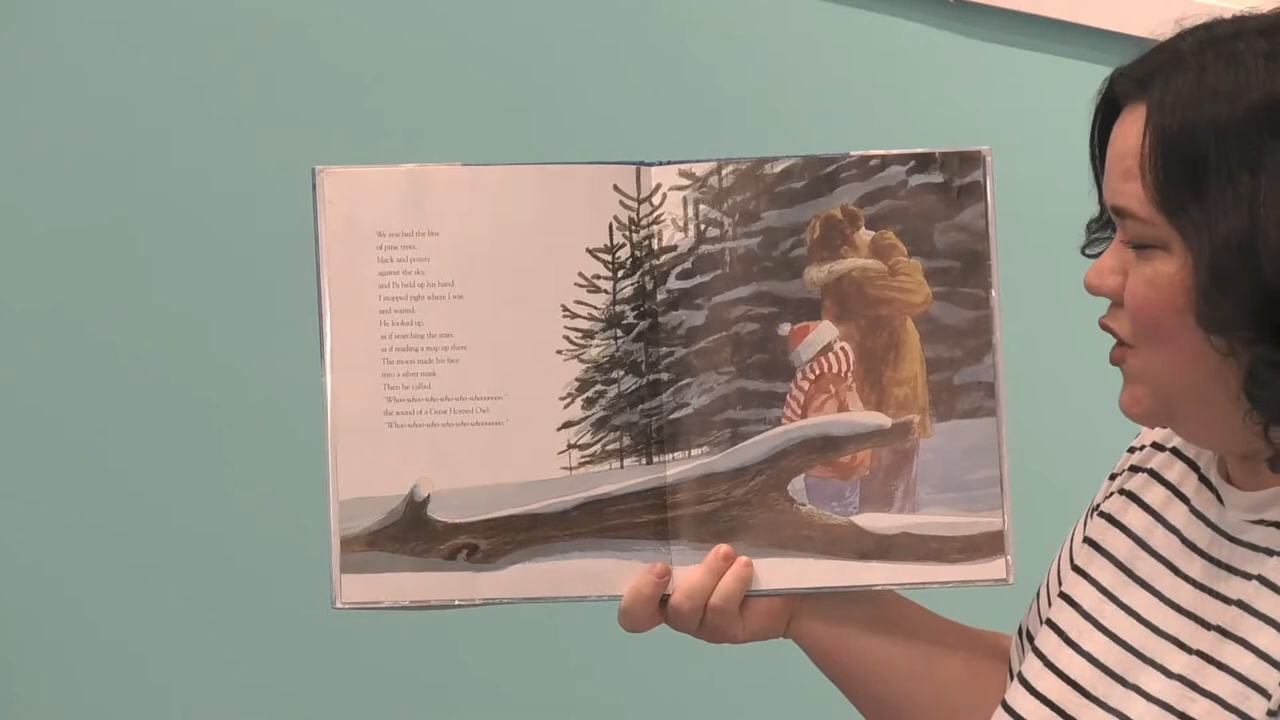 We reached the line
of pine trees,
black and pointy
against the sky,
and Pa held up his hand.
I stopped right where I was
and waited.
He looked up,
as if searching the stars,
as if reading a map up there.
The moon made his face
into a silver mask.
Then he called:
"Whoo-whoo-who-who-who-whooooooo,"
the sound of a Great Horned Owl.
"Whoo-whoo-who-who-who-whooooooo."